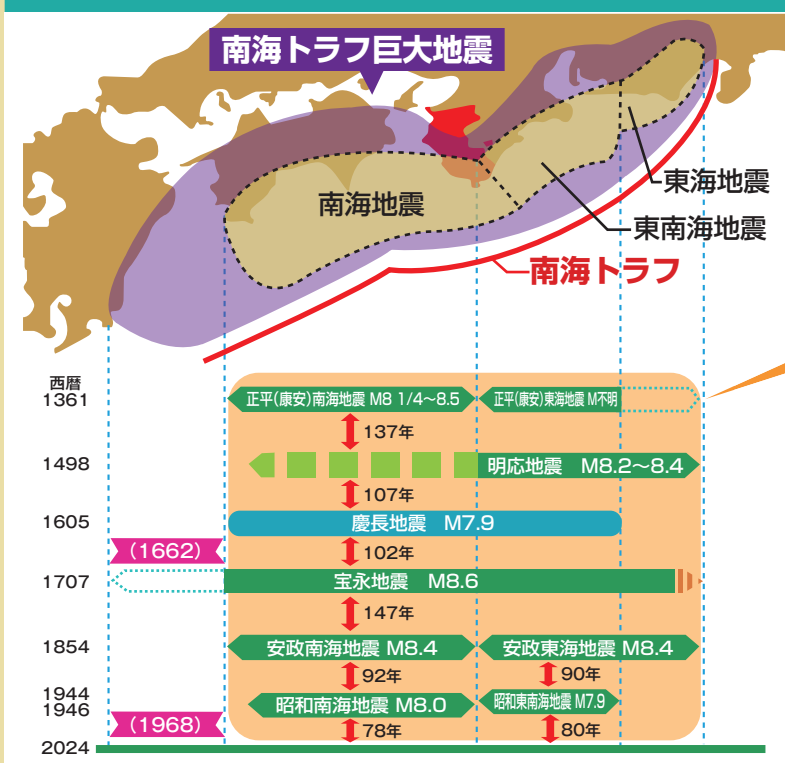 南海トラフ巨大地震
南海地震
東海地震
東南海地震
南海トラフ
西暦
1361
正平(康安)南海地震 M8 1/4〜8.5
正平(康安)東海地震 M不明
137年
1498
明応地震 M8.2〜8.4
107年
1605
慶長地震 M7.9
(1662)
102年
1707
宝永地震 M8.6
147年
1854
安政南海地震 M8.4
安政東海地震 M8.4
92年
90年
1944
1946
昭和南海地震 M8.0
昭和東南海地震 M7.9
(1968)
78年
80年
2024